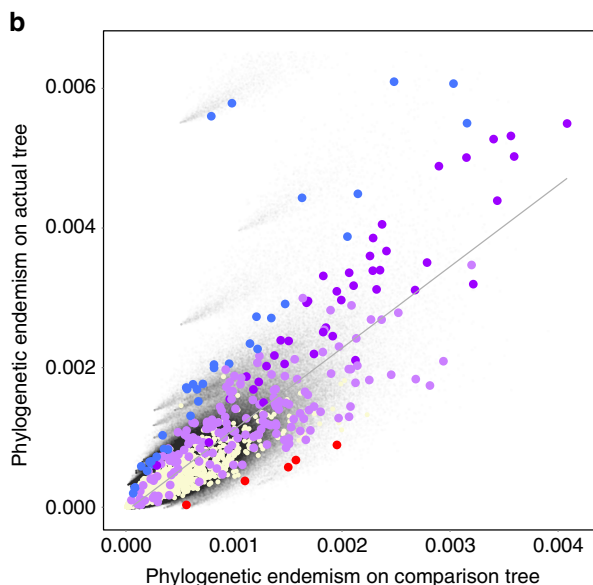 b
Phylogenetic endemism on actual tree
0.006
0.004
0.002
0.000
0.000 0.001 0.002 0.003 0.004
Phylogenetic endemism on comparison tree